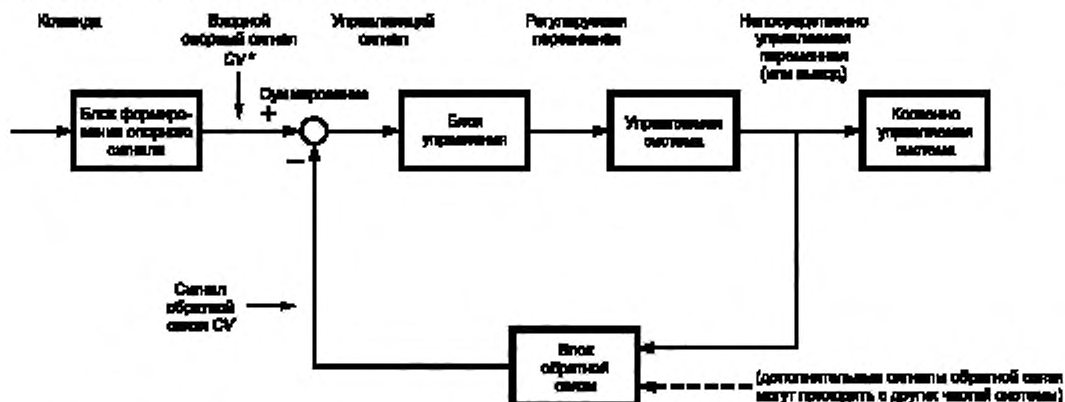 Команда
Входной
опорный сигнал
CV*
Управляющий
сигнал
Регулируемая
переменная
Непосредственно
управляемая
переменная
(или выход)
Суммирование
+
Блок формиро-
вания опорного
сигнала
Блок
управления
Управляемая
система
Косвенно
управляемая
система
—
Сигнал
обратной
связи CV
Блок
обратной
связи
(дополнительные сигналы обратной связи
могут приходить с других частей системы)